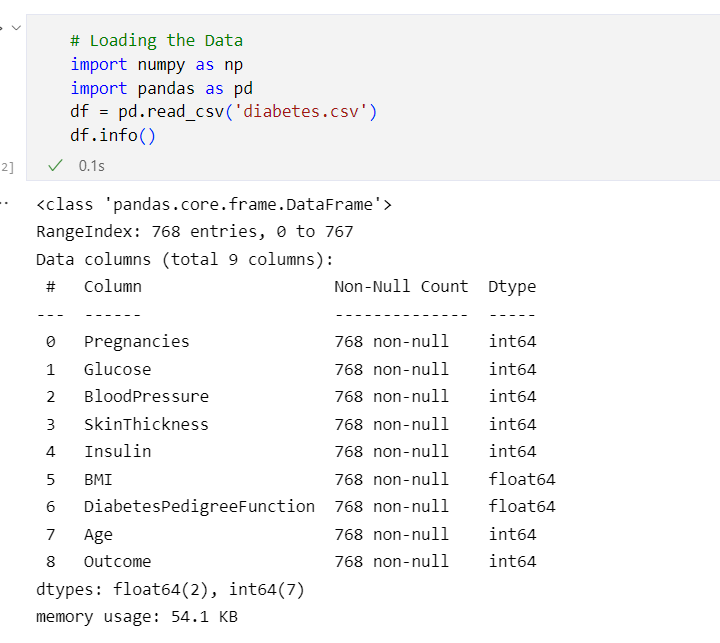 # Loading the Data
import numpy as np
import pandas as pd
df = pd.read_csv('diabetes.csv')
df.info()
2]
0.1s
<class 'pandas.core.frame.DataFrame'>
RangeIndex: 768 entries, 0 to 767
Data columns (total 9 columns):
 #   Column                    Non-Null Count  Dtype
---  ------                    --------------  -----
 0   Pregnancies               768 non-null    int64
 1   Glucose                   768 non-null    int64
 2   BloodPressure             768 non-null    int64
 3   SkinThickness             768 non-null    int64
 4   Insulin                   768 non-null    int64
 5   BMI                       768 non-null    float64
 6   DiabetesPedigreeFunction  768 non-null    float64
 7   Age                       768 non-null    int64
 8   Outcome                   768 non-null    int64
dtypes: float64(2), int64(7)
memory usage: 54.1 KB